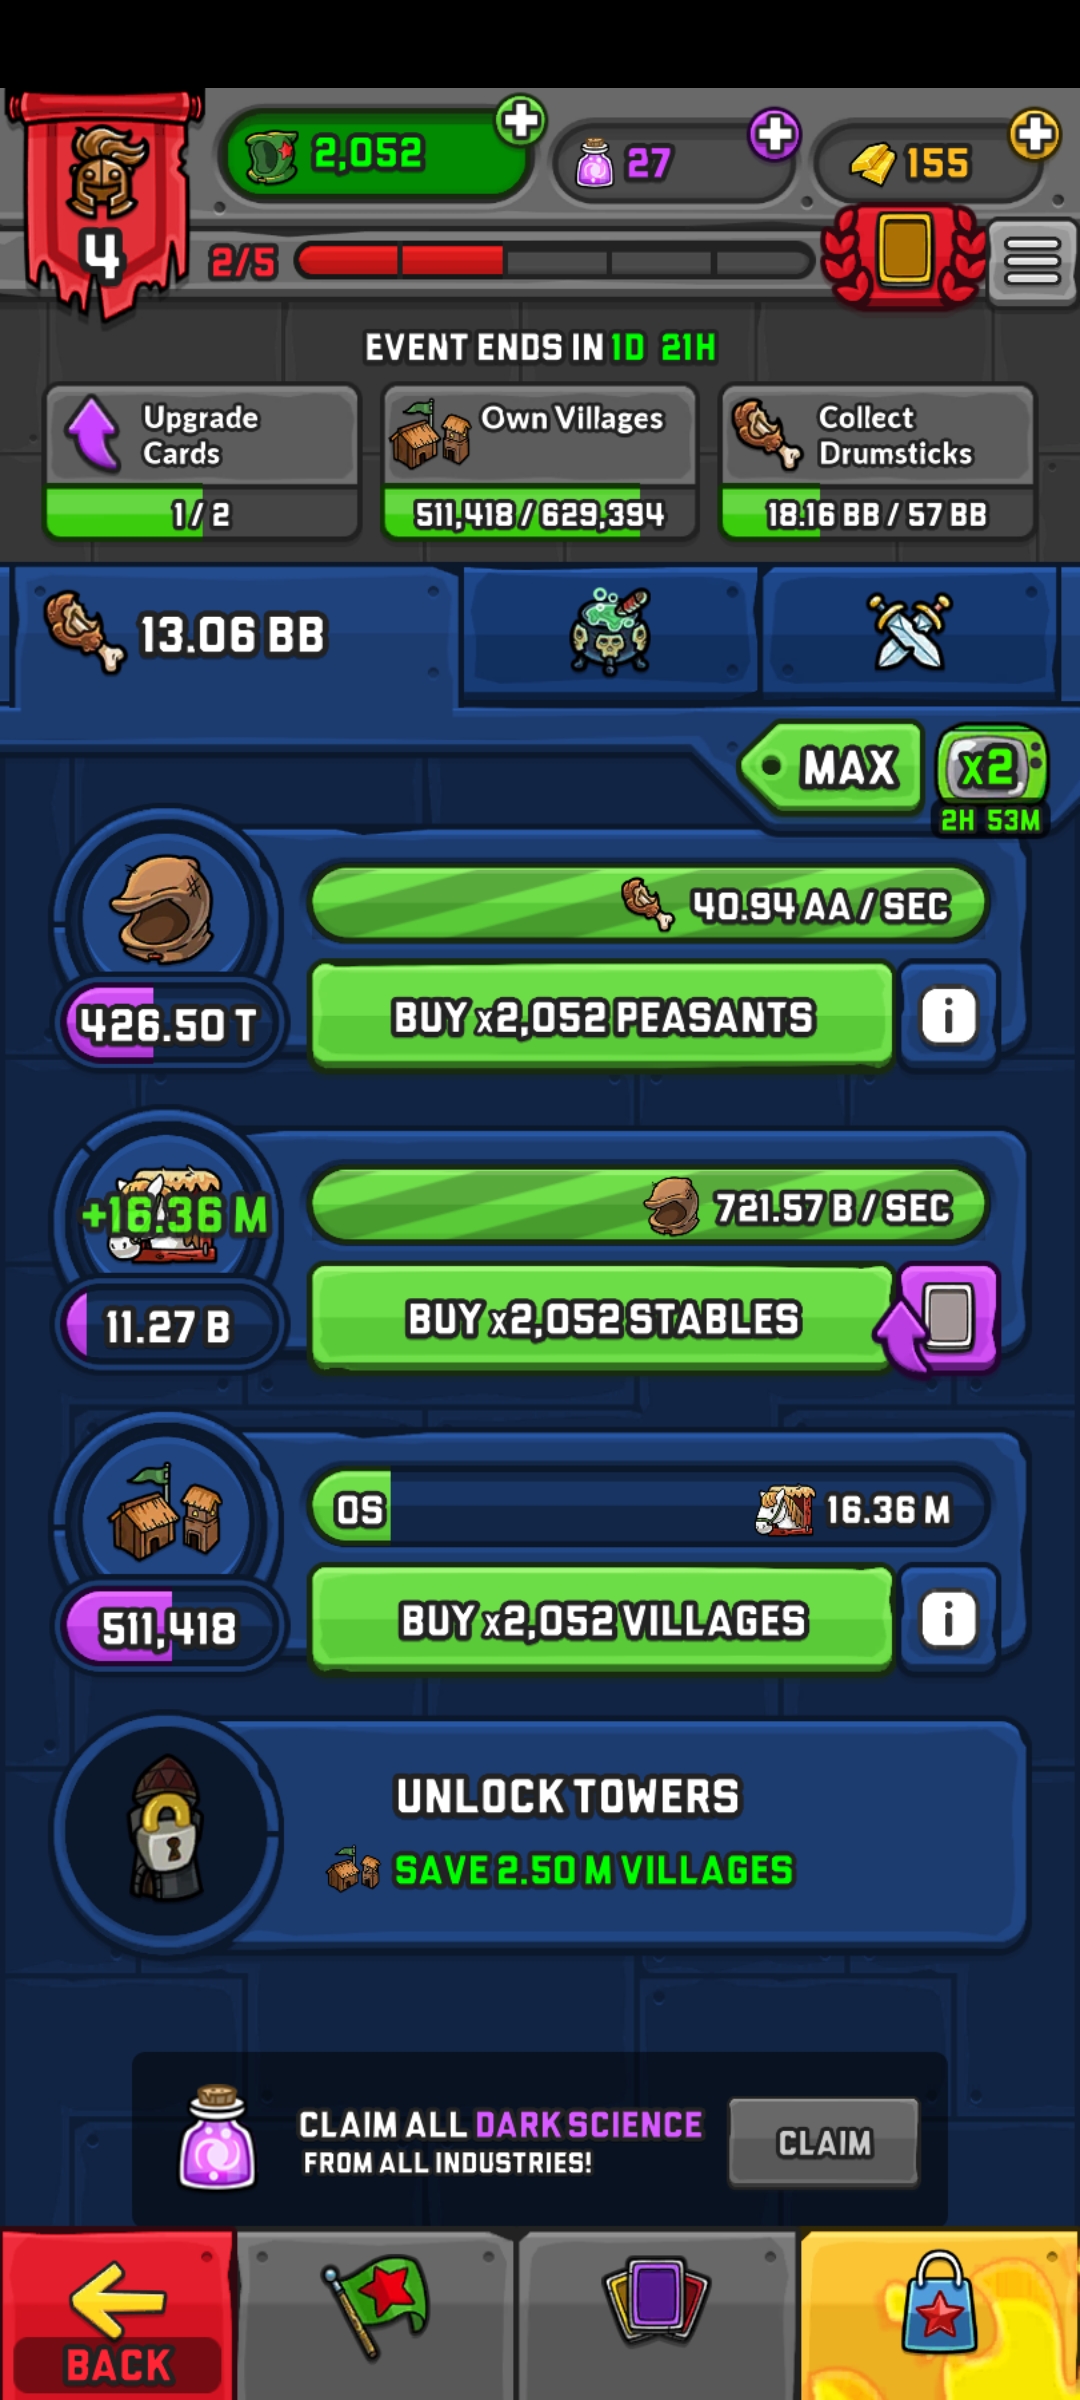 2,052
27
155
4
2/5
EVENT ENDS IN 1D 21H
Upgrade
Cards
1/2
Own Villages
511,418/629,394
Collect
Drumsticks
18.16 BB / 57 BB
13.06 BB
MAX
x2
2H 53M
40.94 AA / SEC
426.50 T
BUY x2,052 PEASANTS
i
+16.36 M
721.57 B / SEC
11.27 B
BUY x2,052 STABLES
0S
16.36 M
511,418
BUY x2,052 VILLAGES
i
UNLOCK TOWERS
SAVE 2.50 M VILLAGES
CLAIM ALL DARK SCIENCE
FROM ALL INDUSTRIES!
CLAIM
BACK